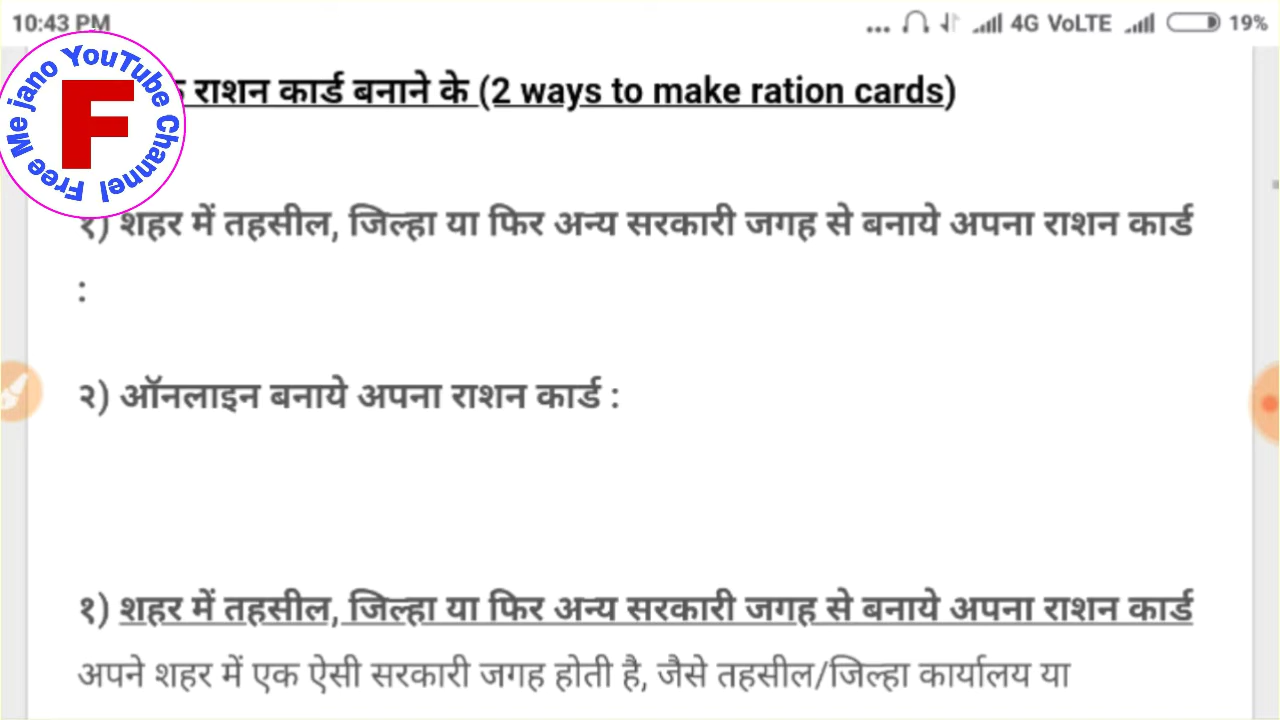 10:43 PM ... 4G VoLTE 19%
Free Me jano YouTube Channel
F
राशन कार्ड बनाने के (2 ways to make ration cards)
१) शहर में तहसील, जिल्हा या फिर अन्य सरकारी जगह से बनाये अपना राशन कार्ड
:
२) ऑनलाइन बनाये अपना राशन कार्ड :
१) शहर में तहसील, जिल्हा या फिर अन्य सरकारी जगह से बनाये अपना राशन कार्ड
अपने शहर में एक ऐसी सरकारी जगह होती है, जैसे तहसील/जिल्हा कार्यालय या